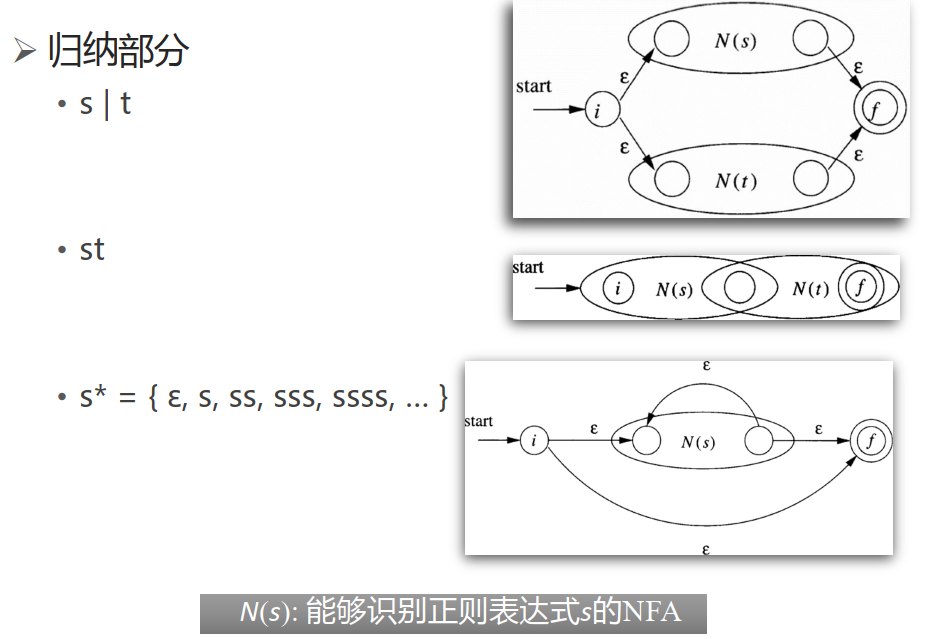 归纳部分
s | t
start
i
ε
ε
N(s)
N(t)
ε
ε
f
st
start
i
N(s)
N(t)
f
s* = { ε, s, ss, sss, ssss, ... }
start
i
ε
ε
N(s)
ε
f
ε
N(s): 能够识别正则表达式s的NFA